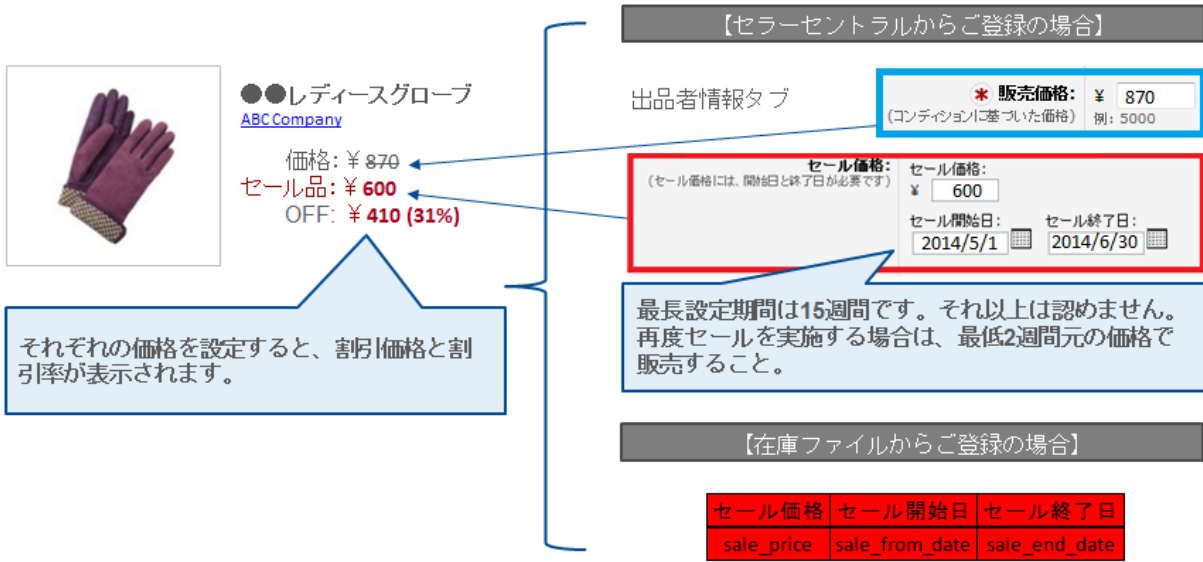 ●●レディースグローブ
ABC Company
価格: ¥ 870
セール品: ¥ 600
OFF: ¥ 410 (31%)
それぞれの価格を設定すると、割引価格と割
引率が表示されます。
【セラーセントラルからご登録の場合】
出品者情報タブ
* 販売価格: ¥ 870
(コンディションに基づいた価格) 例: 5000
セール価格:
(セール価格には、開始日と終了日が必要です)
セール価格:
¥ 600
セール開始日: セール終了日:
2014/5/1 2014/6/30
最長設定期間は15週間です。それ以上は認めません。
再度セールを実施する場合は、最低2週間元の価格で
販売すること。
【在庫ファイルからご登録の場合】
セール価格 セール開始日 セール終了日
sale_price sale_from_date sale_end_date